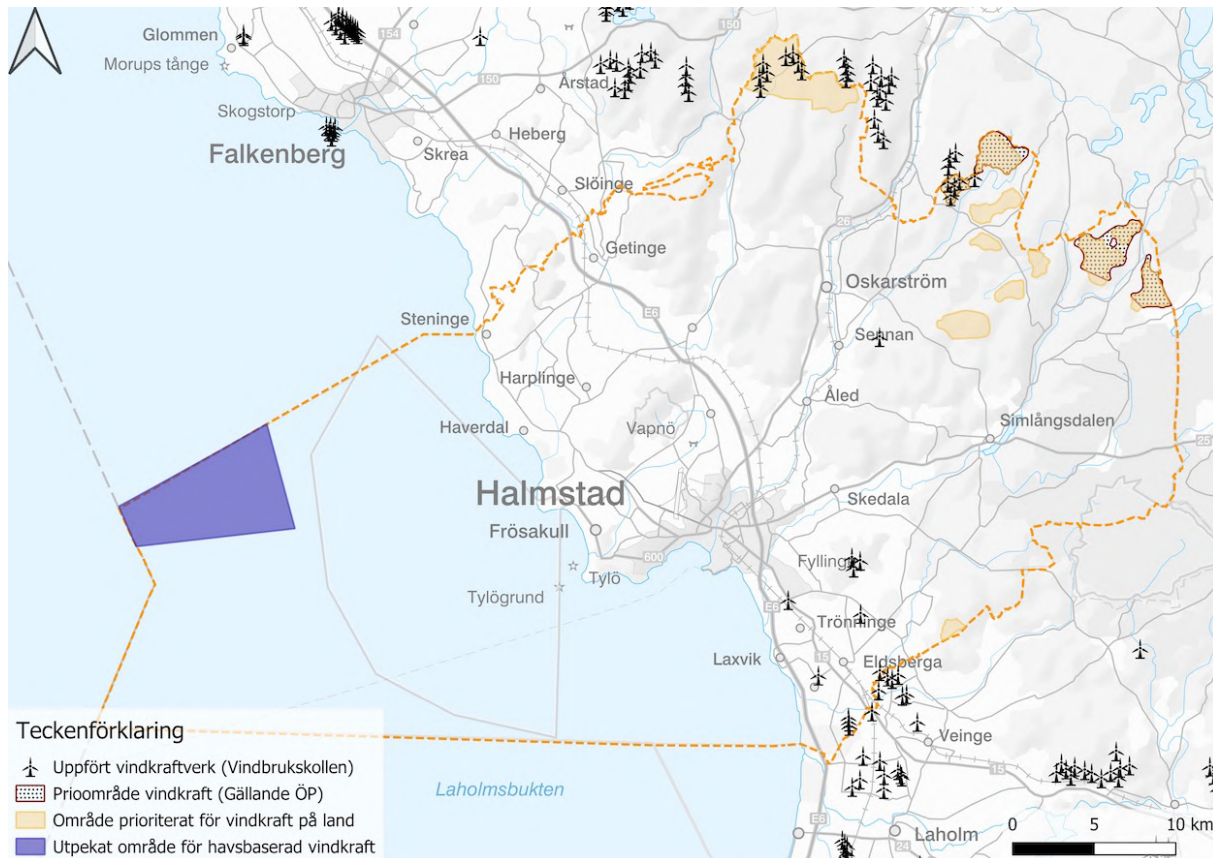 Glommen
154
Morups tånge
150
Årstad
150
Skogstorp
Heberg
Falkenberg
Skrea
Slöinge
26
Getinge
Oskarström
E6
Steninge
Sennan
Harplinge
Åled
Haverdal
Vapnö
Simlångsdalen
25
Halmstad
Skedala
Frösakull
600
Fyllinge
Tylö
Tylögrund
E6
Trönninge
Laxvik
15
Eldsberga
Veinge
15
Laholmsbukten
E6
24
Laholm
Teckenförklaring
Uppfört vindkraftverk (Vindbrukskollen)
Prioområde vindkraft (Gällande ÖP)
Område prioriterat för vindkraft på land
Utpekat område för havsbaserad vindkraft
0 5 10 km